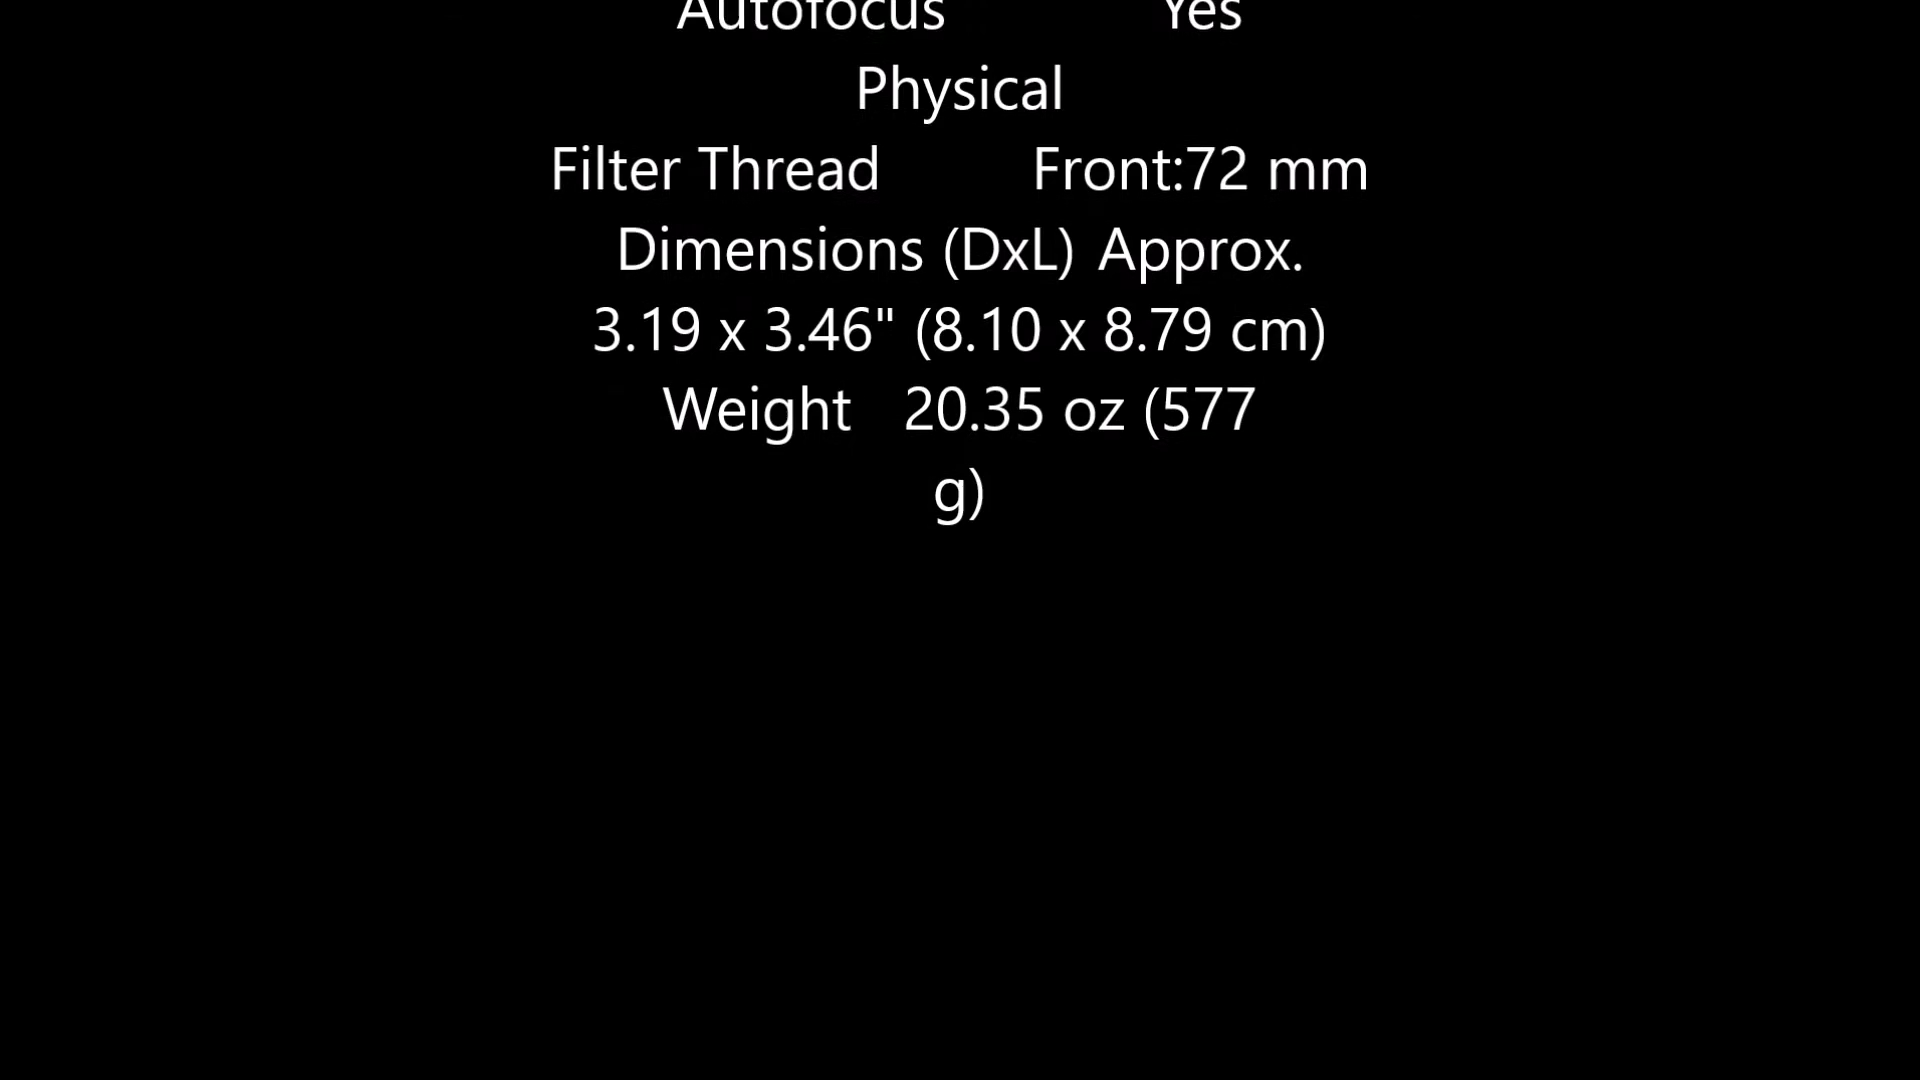 Autofocus Yes
Physical
Filter Thread Front:72 mm
Dimensions (DxL) Approx.
3.19 x 3.46" (8.10 x 8.79 cm)
Weight 20.35 oz (577
g)